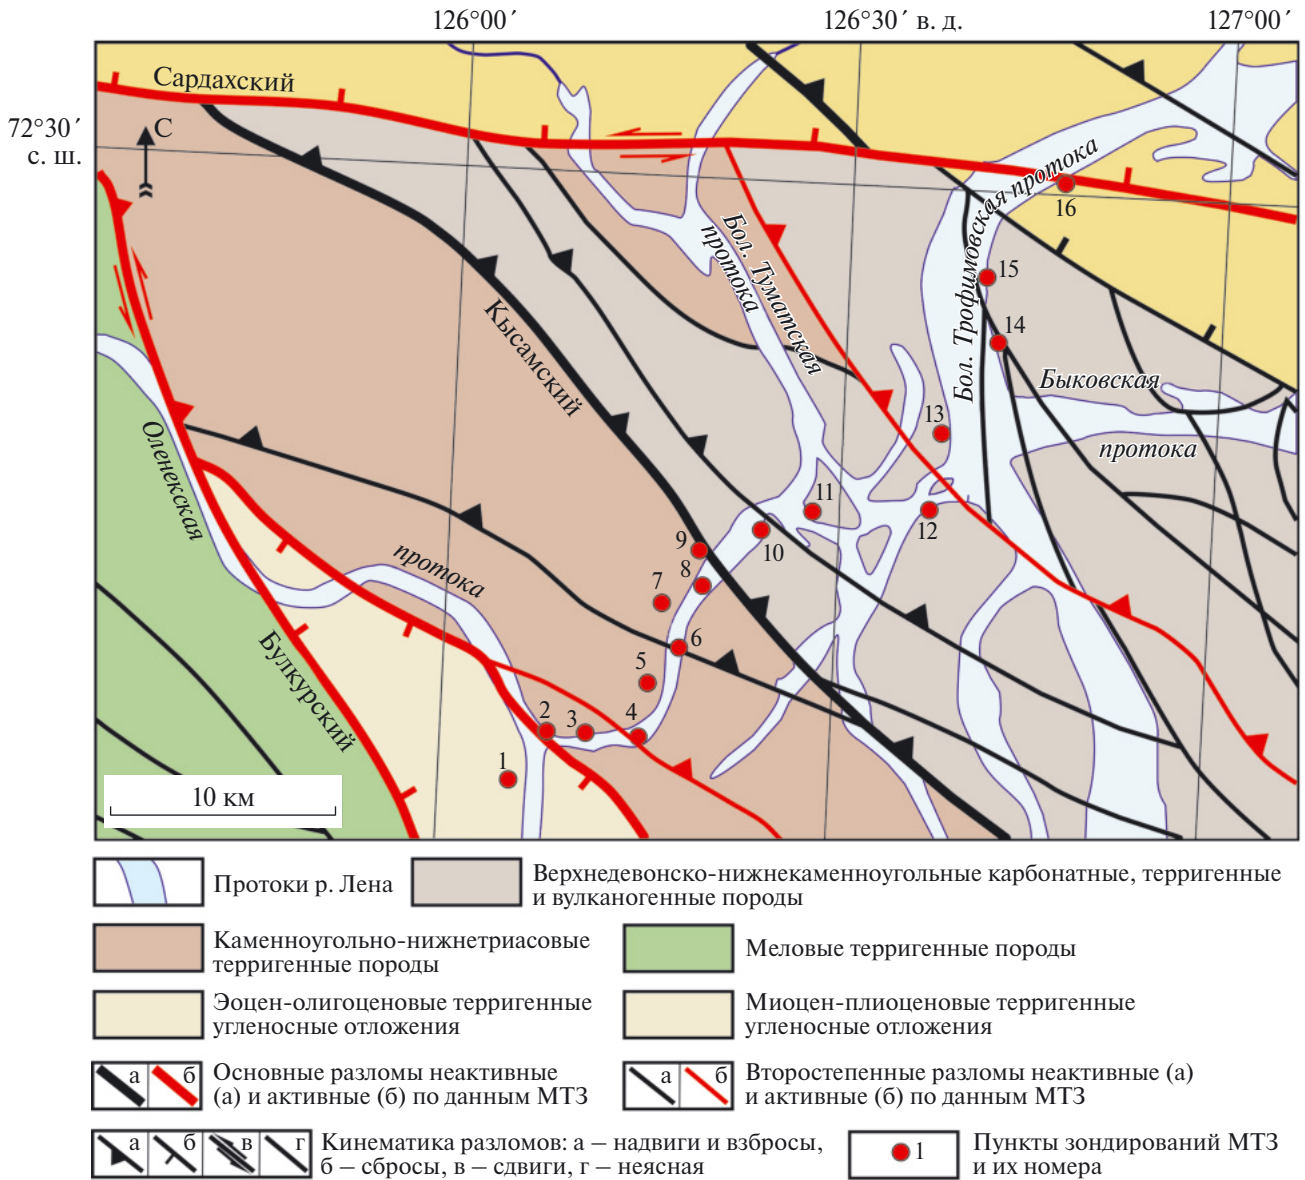 126°00´
126°30´ в. д.
127°00´
Сардахский
72°30´
с. ш.
С
Бол. Туматская
протока
Бол. Трофимовская протока
16
15
14
Кысамский
Быковская
протока
13
Оленекская
протока
11
12
10
9
8
7
6
5
4
3
2
1
Булкурский
10 км
Протоки р. Лена
Верхнедевонско-нижнекаменноугольные карбонатные, терригенные
и вулканогенные породы
Каменноугольно-нижнетриасовые
терригенные породы
Меловые терригенные породы
Эоцен-олигоценовые терригенные
угленосные отложения
Миоцен-плиоценовые терригенные
угленосные отложения
а б
Основные разломы неактивные
(а) и активные (б) по данным МТЗ
а б
Второстепенные разломы неактивные (а)
и активные (б) по данным МТЗ
а б в г
Кинематика разломов: а – надвиги и взбросы,
б – сбросы, в – сдвиги, г – неясная
1
Пункты зондирований МТЗ
и их номера